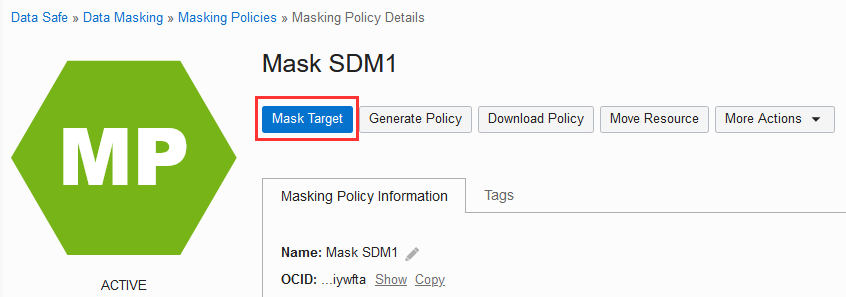 Data Safe » Data Masking » Masking Policies » Masking Policy Details
MP
ACTIVE
Mask SDM1
Mask Target Generate Policy Download Policy Move Resource More Actions
Masking Policy Information Tags
Name: Mask SDM1
OCID: ...iywfta Show Copy